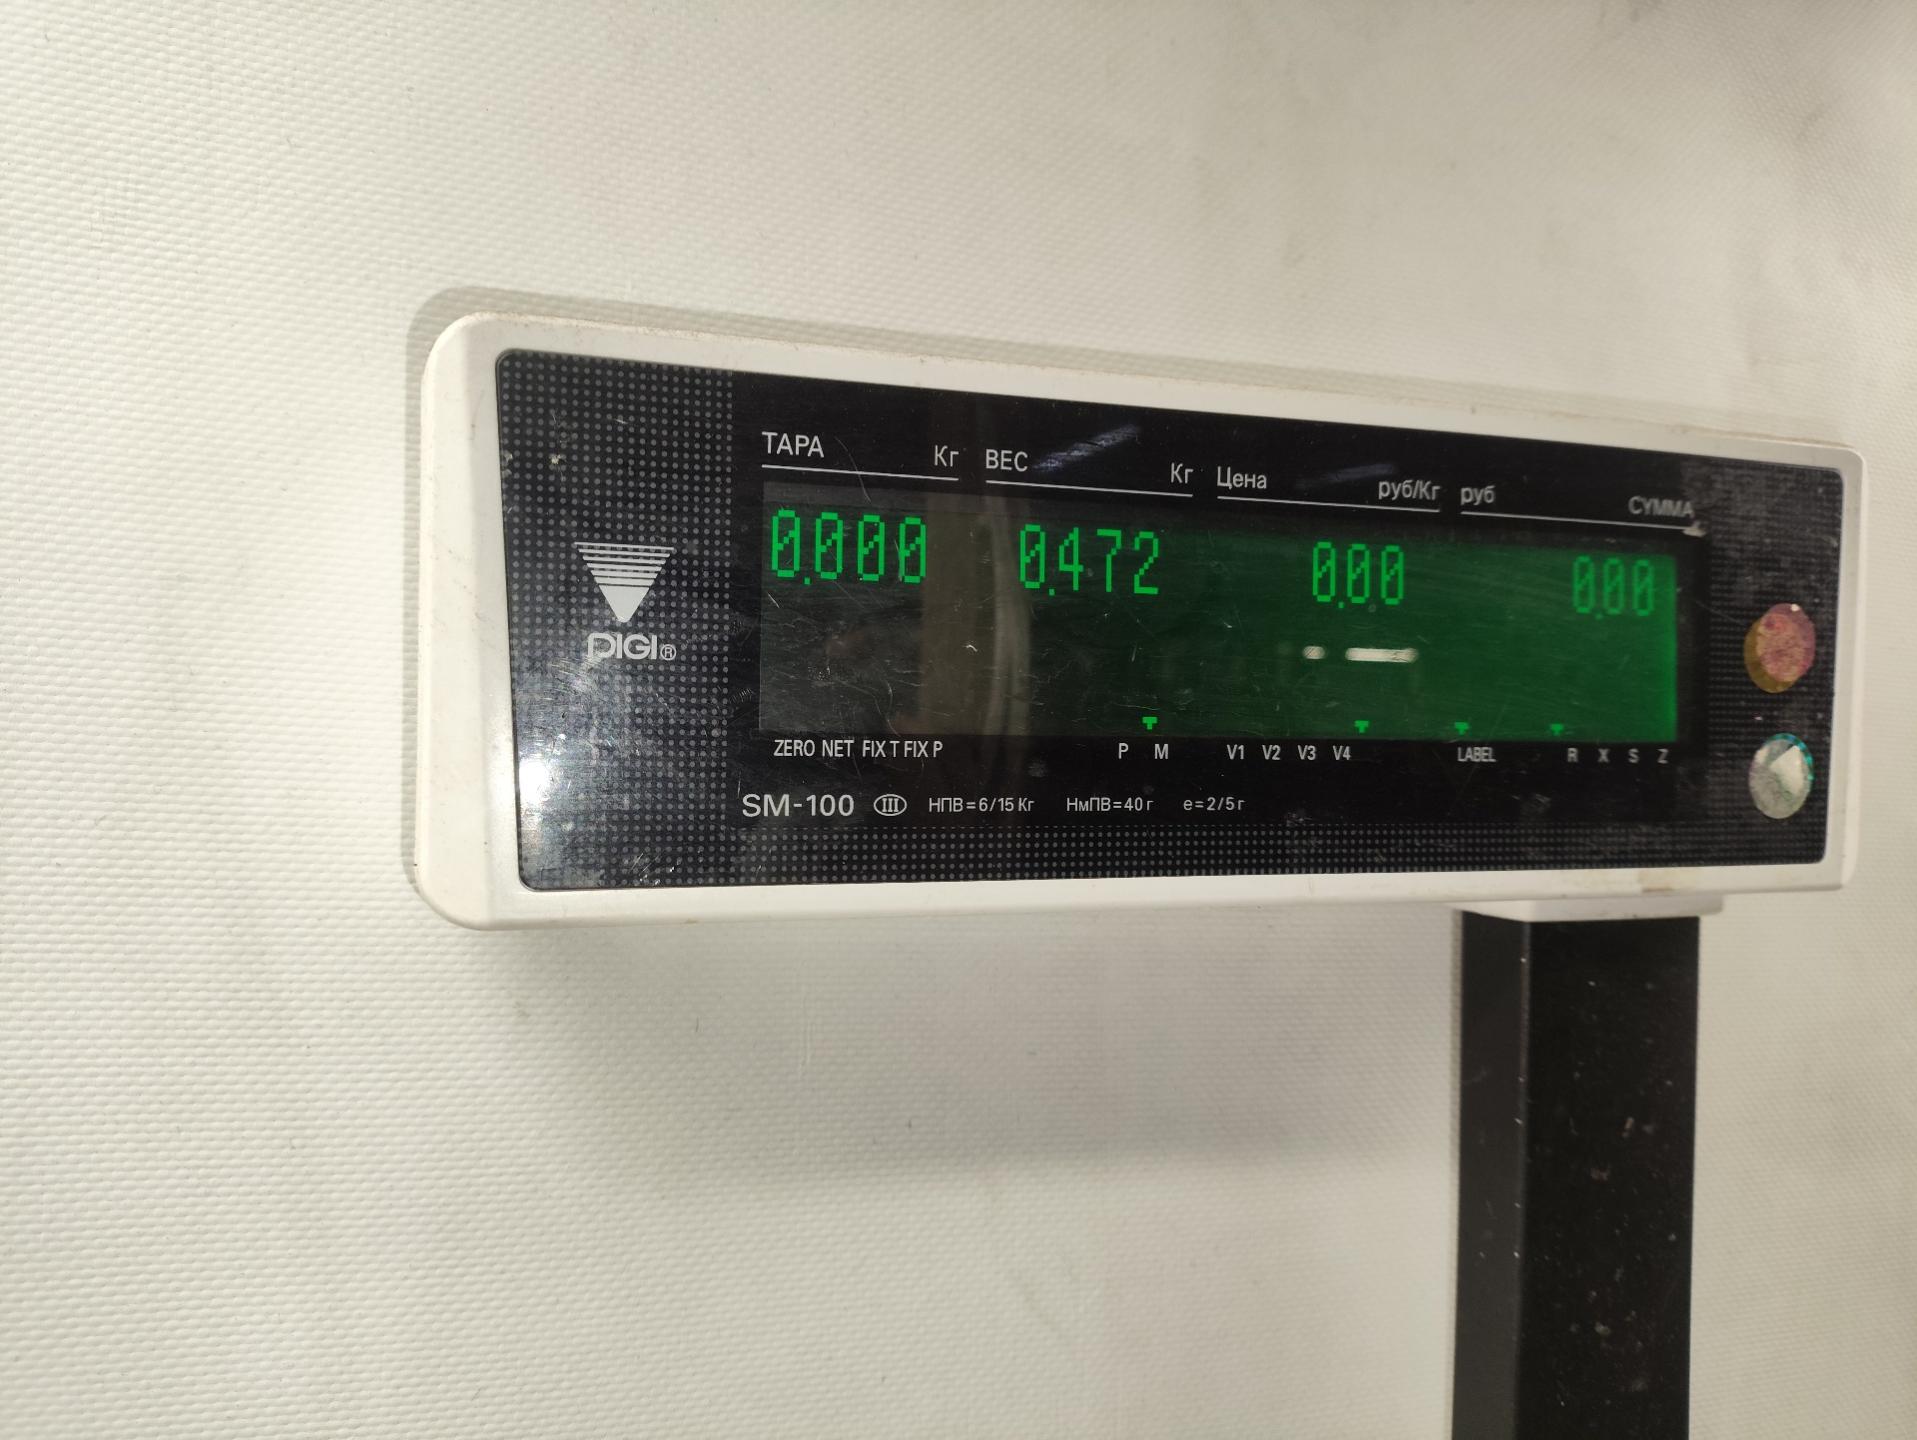 ТАРА Кг ВЕС Кг Цена руб/Кг руб СУММА
0.000 0.472 0.00 0.00
DIGI®
ZERO NET FIX T FIX P P M V1 V2 V3 V4 LABEL R X S Z
SM-100 III НПВ=6/15 Кг НмПВ=40 г e=2/5 г